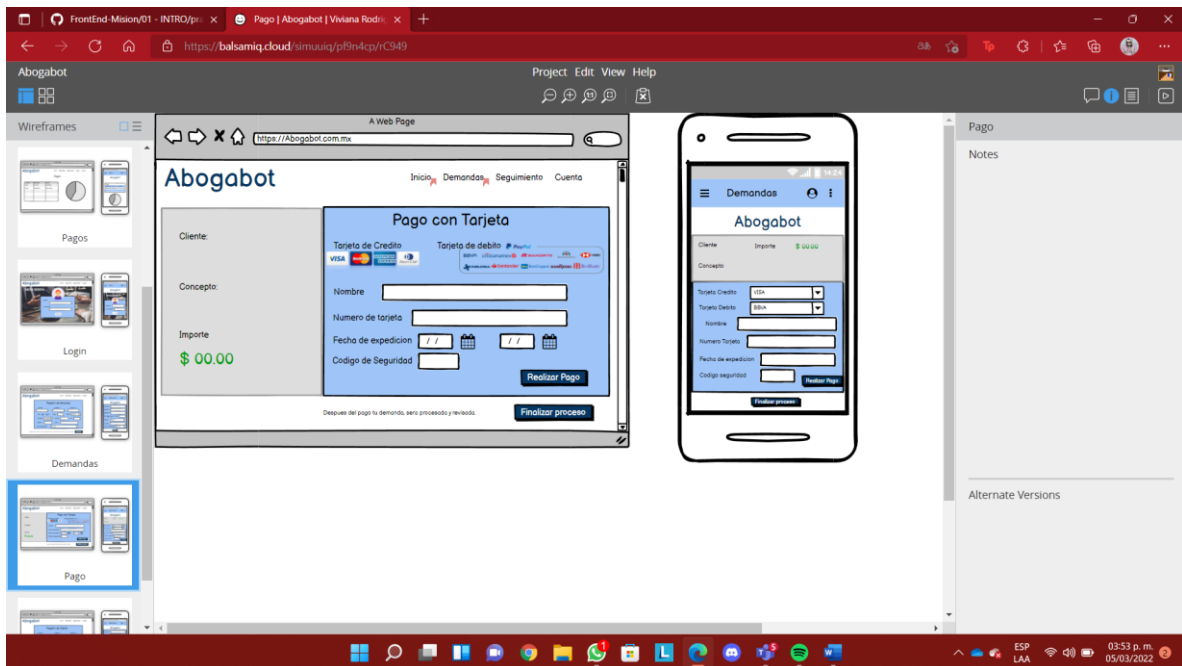 FrontEnd-Mision/01 - INTRO/pr
Pago | Abogabot | Viviana Rodri
https://balsamiq.cloud/simuuiq/pf9n4cp/rC949
Abogabot
Project Edit View Help
Wireframes
Pagos
Login
Demandas
Pago
A Web Page
https://Abogabot.com.mx
Abogabot
Inicio Demandas Seguimiento Cuenta
Cliente:
Concepto:
Importe
$ 00.00
Pago con Tarjeta
Tarjeta de Credito Tarjeta de debito PayPal
VISA
Nombre
Numero de tarjeta
Fecha de expedicion / / / /
Codigo de Seguridad
Realizar Pago
Despues del pago tu demanda, sera procesada y revisada.
Finalizar proceso
14:24
Demandas
Abogabot
Cliente Importe $ 00.00
Concepto
Tarjeta Credito VISA
Tarjeta Debito BBVA
Nombre
Numero Tarjeta
Fecha de expedicion
Codigo seguridad
Realizar Pago
Finalizar proceso
Pago
Notes
Alternate Versions
ESP
LAA
03:53 p. m.
05/03/2022
2